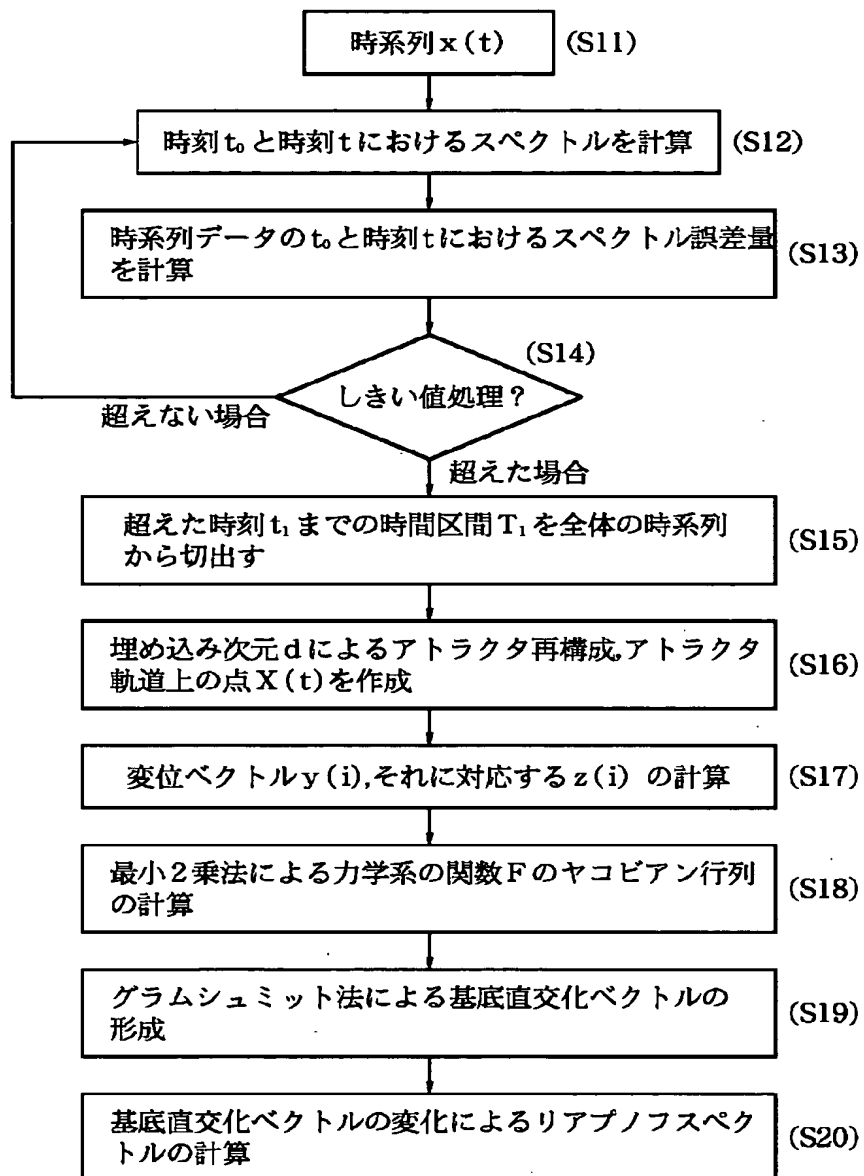 時系列x(t) (S11)
時刻t₀と時刻tにおけるスペクトルを計算 (S12)
時系列データのt₀と時刻tにおけるスペクトル誤差量
を計算
(S13)
(S14)
しきい値処理?
超えない場合
超えた場合
超えた時刻t₁までの時間区間T₁を全体の時系列
から切出す
(S15)
埋め込み次元dによるアトラクタ再構成,アトラクタ
軌道上の点X(t)を作成
(S16)
変位ベクトルy(i),それに対応するz(i) の計算 (S17)
最小2乗法による力学系の関数Fのヤコビアン行列
の計算
(S18)
グラムシュミット法による基底直交化ベクトルの
形成
(S19)
基底直交化ベクトルの変化によるリアプノフスペク
トルの計算
(S20)